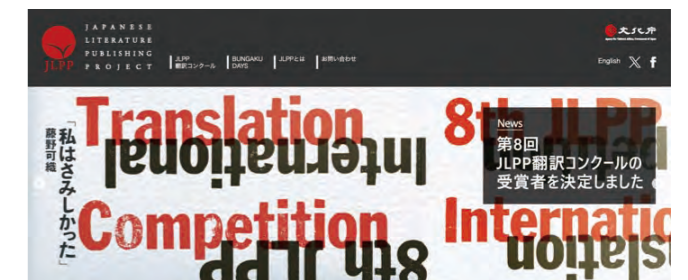 JAPANESE
LITERATURE
PUBLISHING
PROJECT
JLPP
JLPP
翻訳コンクール
BUNGAKU
DAYS
JLPPとは
お問い合わせ
文化庁
English
「私はさみしかった」
藤野可織
Translation
International
Competition
8th JLPP
8th JLPP
Internatio
News
第8回
JLPP翻訳コンクールの
受賞者を決定しました